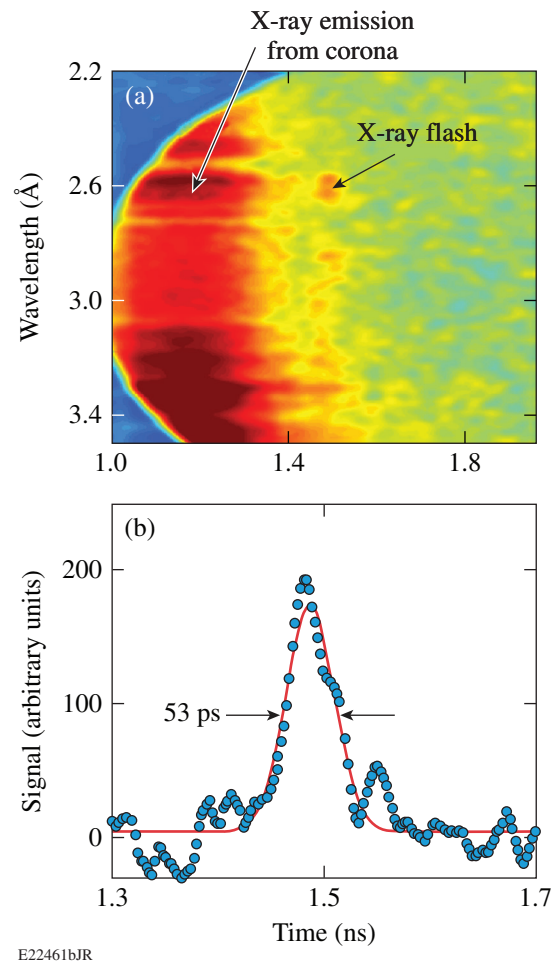 X-ray emission
from corona
(a)
X-ray flash
2.2
2.6
3.0
3.4
Wavelength (Å)
1.0
1.4
1.8
(b)
200
100
0
Signal (arbitrary units)
53 ps
1.3
1.5
1.7
Time (ns)
E22461bJR